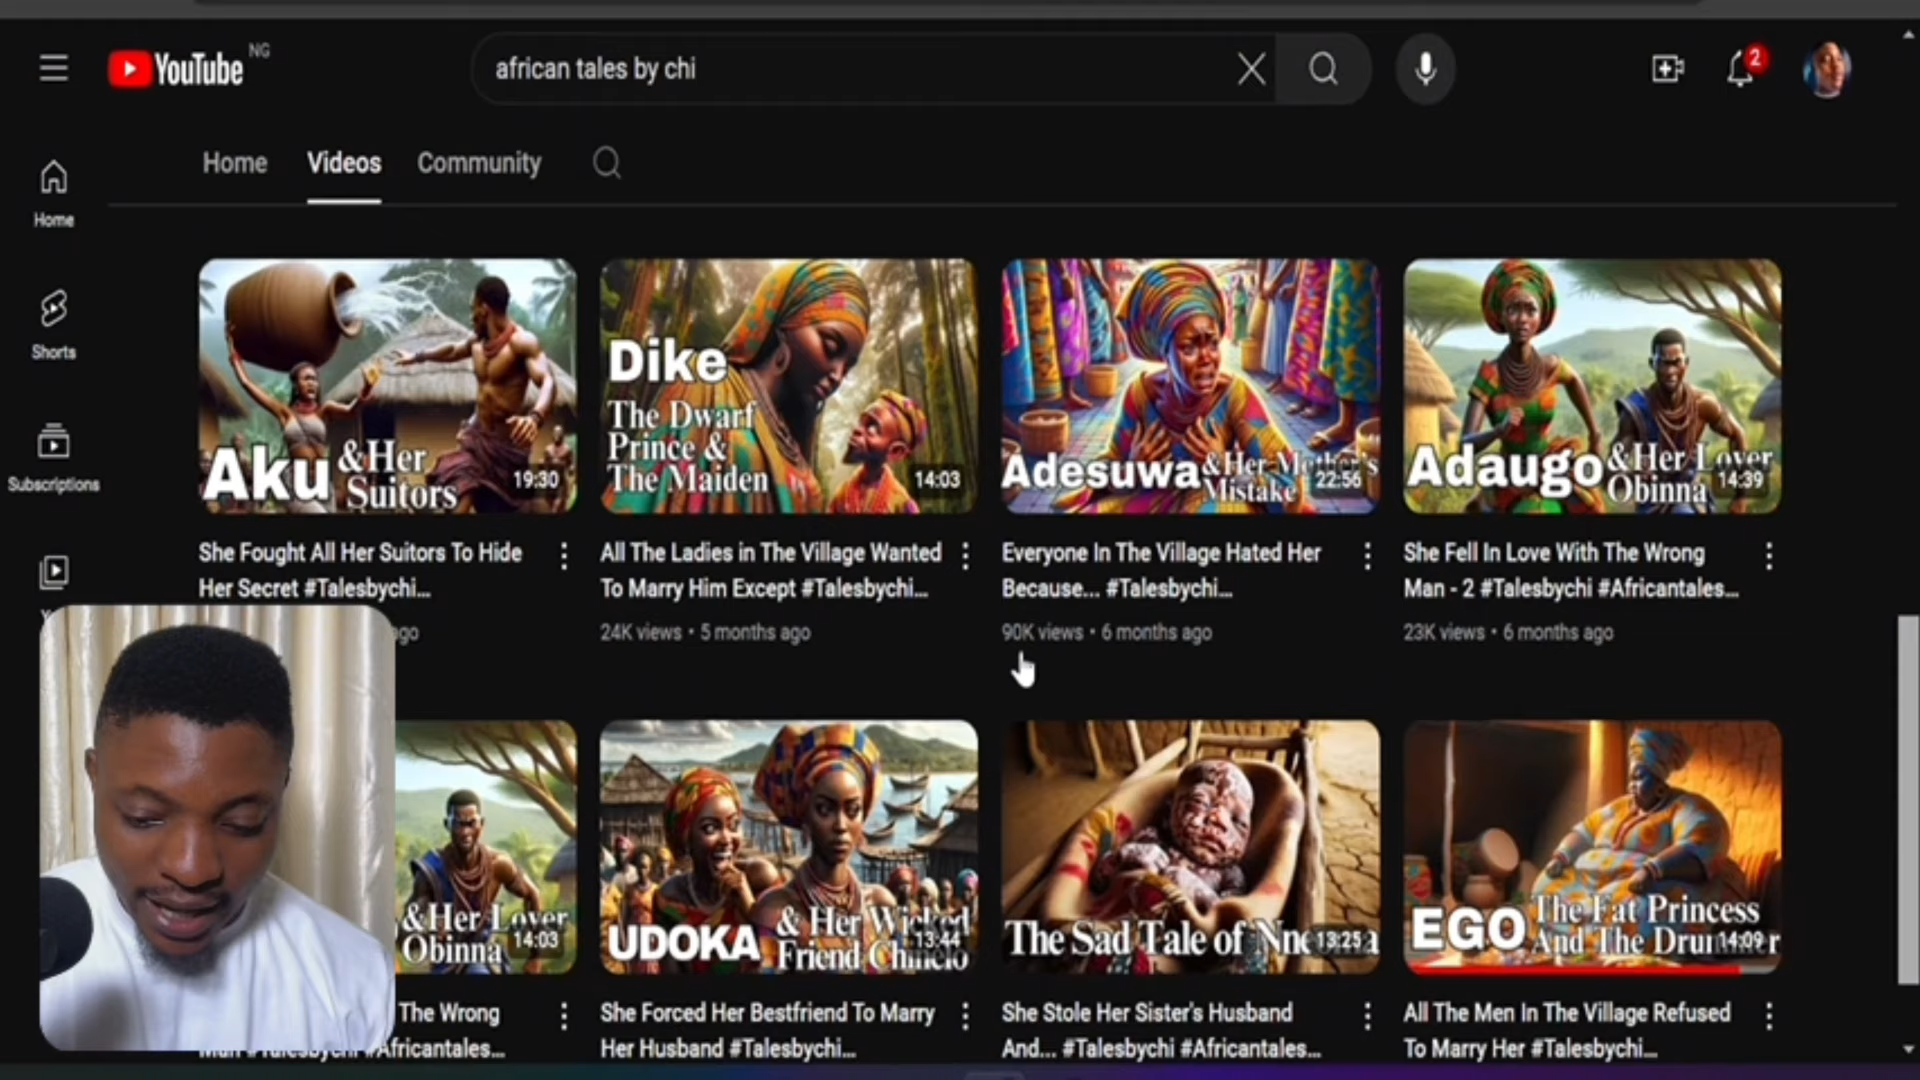 YouTube NG
african tales by chi
2
Home
Videos
Community
Home
Shorts
Subscriptions
Aku &Her Suitors
19:30
Dike
The Dwarf
Prince &
The Maiden
14:03
Adesuwa &Her Mother's Mistake
22:56
Adaugo &Her Lover Obinna
14:39
She Fought All Her Suitors To Hide
Her Secret #Talesbychi...
ago
All The Ladies in The Village Wanted
To Marry Him Except #Talesbychi...
24K views • 5 months ago
Everyone In The Village Hated Her
Because... #Talesbychi...
90K views • 6 months ago
She Fell In Love With The Wrong
Man - 2 #Talesbychi #Africantales...
23K views • 6 months ago
&Her Lover
Obinna
14:03
UDOKA & Her Wicked Friend
13:44
The Sad Tale of
13:25
EGO The Fat Princess
And The
14:09
The Wrong
#Africantales...
She Forced Her Bestfriend To Marry
Her Husband #Talesbychi...
She Stole Her Sister's Husband
And... #Talesbychi #Africantales...
All The Men In The Village Refused
To Marry Her #Talesbychi...